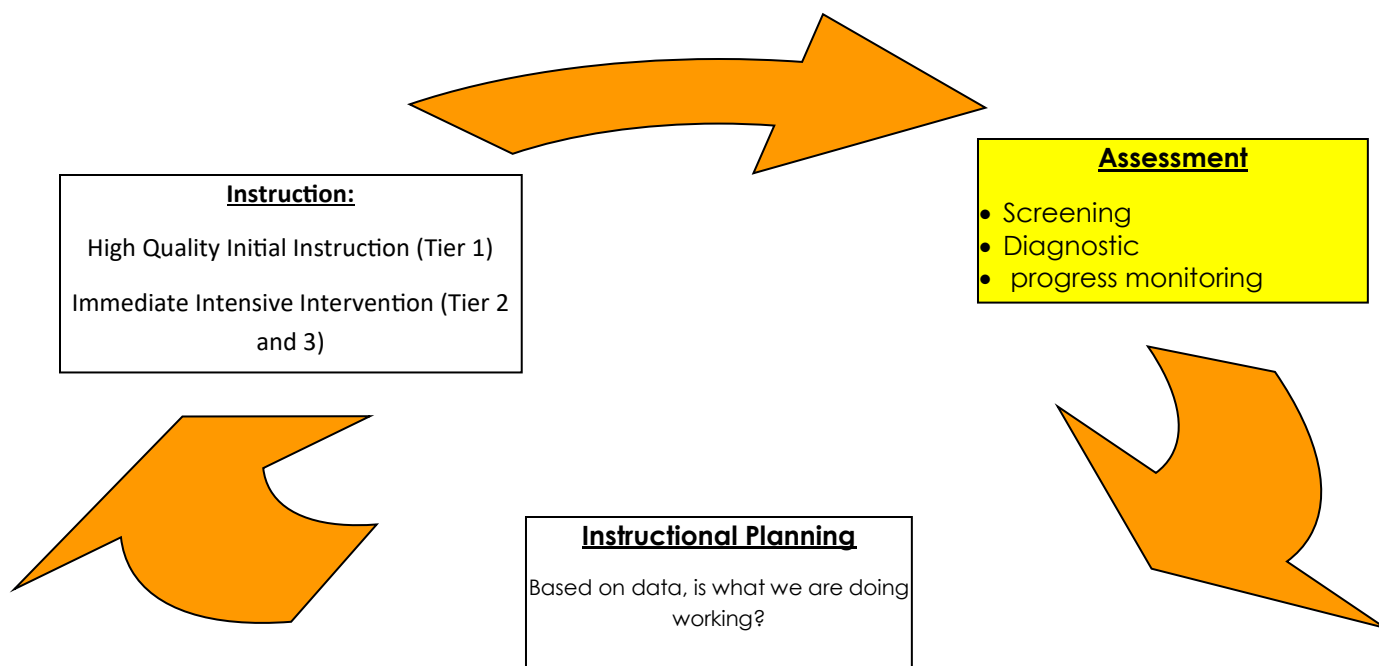 Instruction:
High Quality Initial Instruction (Tier 1)
Immediate Intensive Intervention (Tier 2
and 3)
Assessment
• Screening
• Diagnostic
• progress monitoring
Instructional Planning
Based on data, is what we are doing
working?